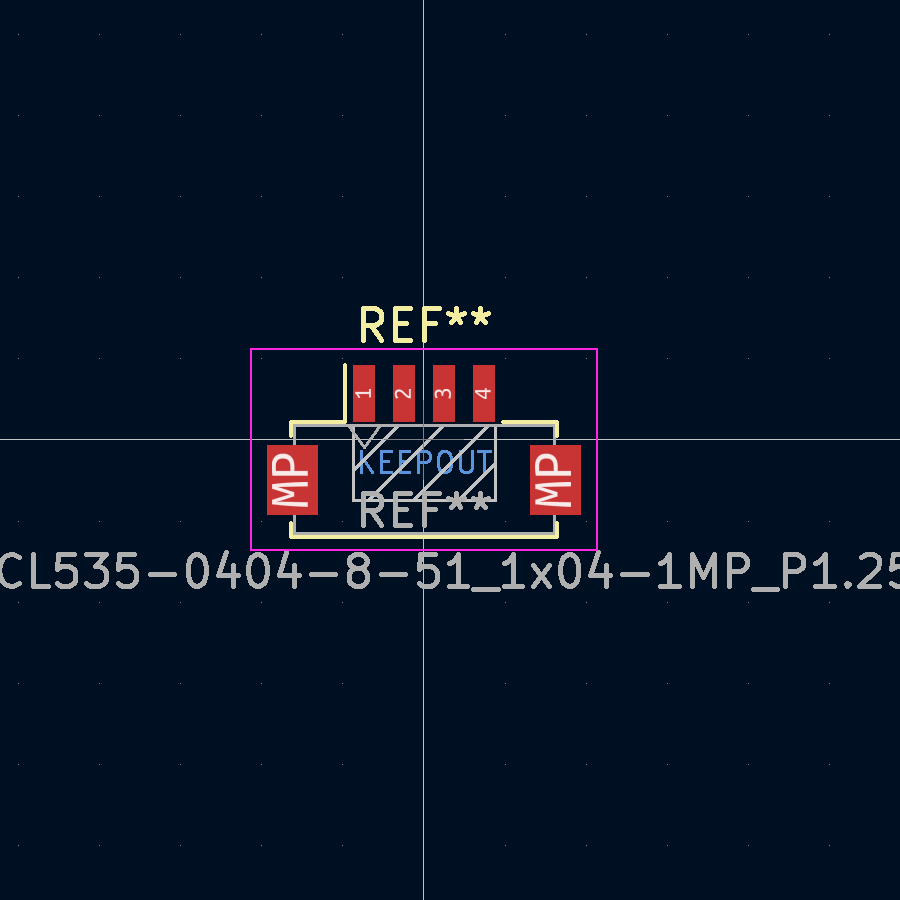 REF**
1 2 3 4
MP KEEPOUT MP
REF**
CL535-0404-8-51_1x04-1MP_P1.25